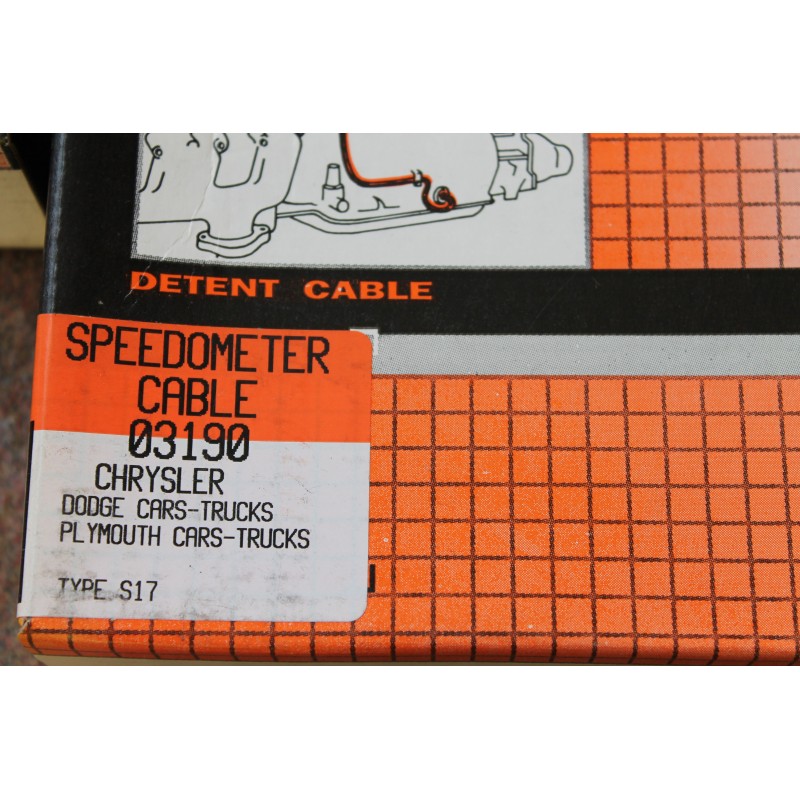 DETENT CABLE
SPEEDOMETER
CABLE
03190
CHRYSLER
DODGE CARS-TRUCKS
PLYMOUTH CARS-TRUCKS
TYPE S17